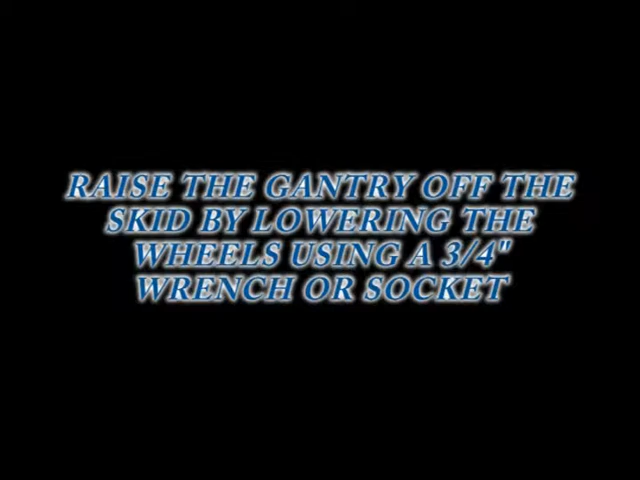 RAISE THE GANTRY OFF THE
SKID BY LOWERING THE
WHEELS USING A 3/4"
WRENCH OR SOCKET